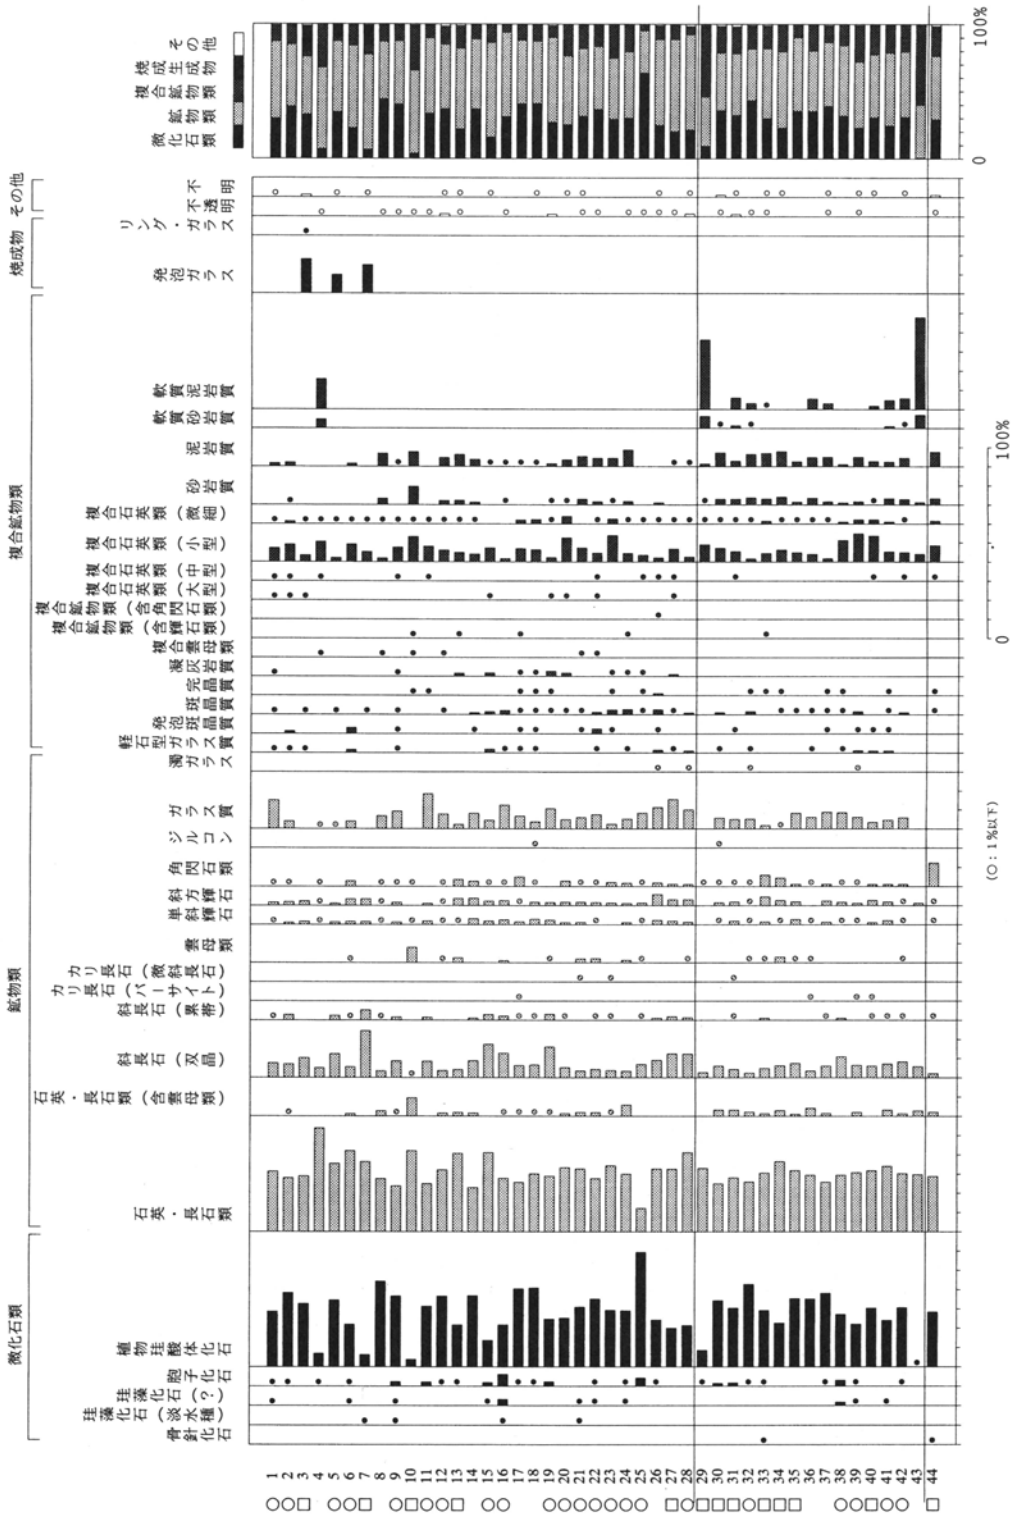 微化石類
鉱物類
複合鉱物類
焼成物
その他
骨針化石
珪藻化石(淡水種)
珪藻化石(?)
胞子化石
植物珪酸体化石
石英・長石類
石英・長石類(含雲母類)
斜長石(双晶)
斜長石(累帯)
カリ長石(パーサイト)
カリ長石(微斜長石)
雲母類
単斜輝石
斜方輝石
角閃石類
ジルコン
ガラス質
濁ガラス
軽石型ガラス質
発泡斑晶質
斑晶質
完晶質
凝灰岩質
複合雲母類
複合鉱物類(含輝石類)
複合鉱物類(含角閃石類)
複合石英類(大型)
複合石英類(中型)
複合石英類(小型)
複合石英類(微細)
砂岩質
泥岩質
軟質砂岩質
軟質泥岩質
発泡ガラス
リング・ガラス
不透明
不明
微化石類
鉱物類
複合鉱物類
焼成生成物
その他
1
2
3
4
5
6
7
8
9
10
11
12
13
14
15
16
17
18
19
20
21
22
23
24
25
26
27
28
29
30
31
32
33
34
35
36
37
38
39
40
41
42
43
44
0
100%
0
100%
(○:1%以下)